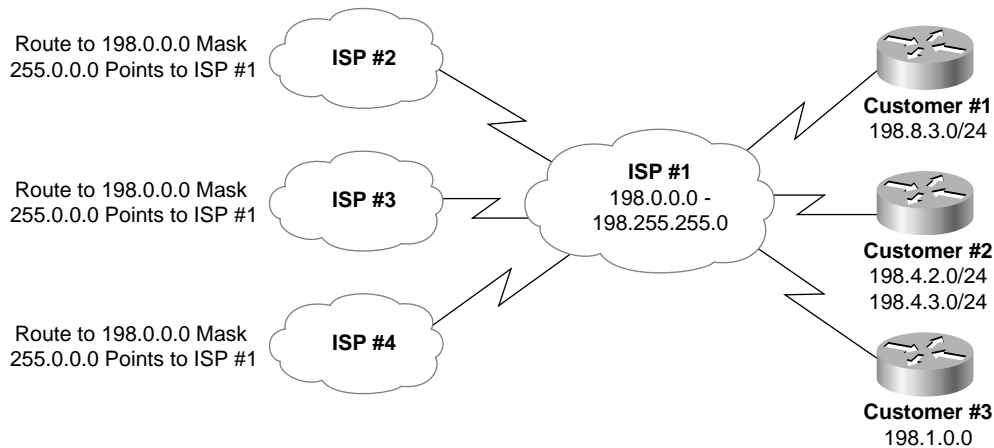 Route to 198.0.0.0 Mask
255.0.0.0 Points to ISP #1
ISP #2
Route to 198.0.0.0 Mask
255.0.0.0 Points to ISP #1
ISP #3
Route to 198.0.0.0 Mask
255.0.0.0 Points to ISP #1
ISP #4
ISP #1
198.0.0.0 -
198.255.255.0
Customer #1
198.8.3.0/24
Customer #2
198.4.2.0/24
198.4.3.0/24
Customer #3
198.1.0.0